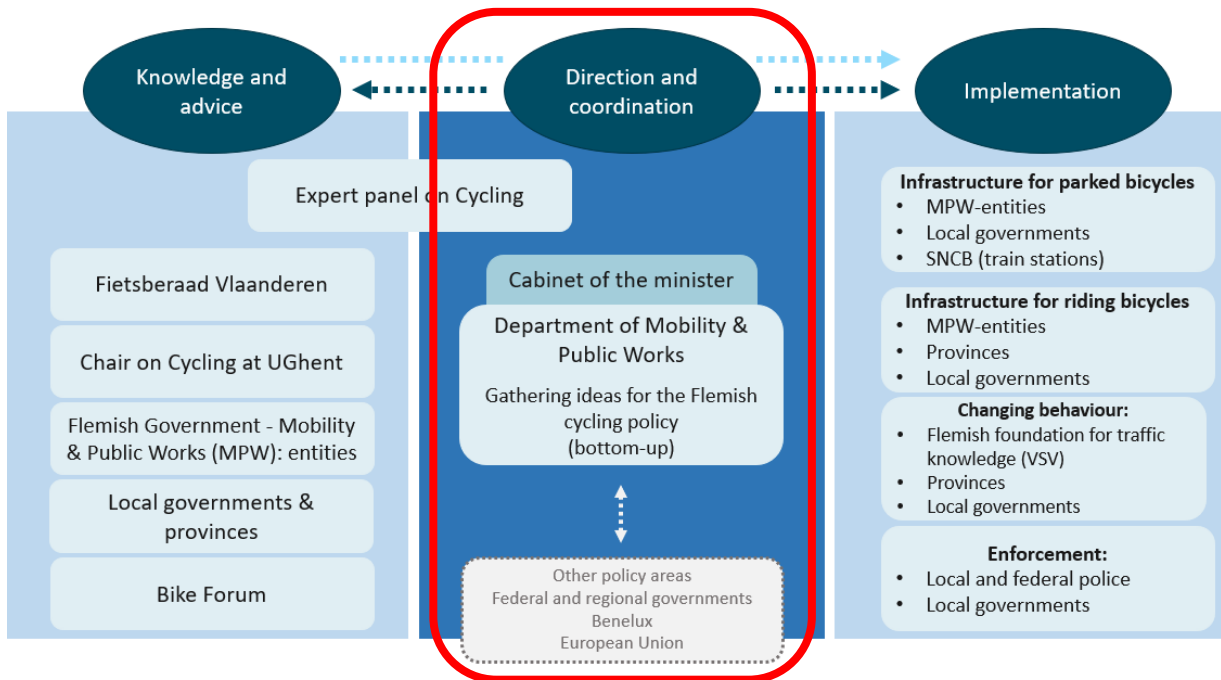 Knowledge and
advice
Direction and
coordination
Implementation
Expert panel on Cycling
Fietsberaad Vlaanderen
Chair on Cycling at UGhent
Flemish Government - Mobility
& Public Works (MPW): entities
Local governments &
provinces
Bike Forum
Cabinet of the minister
Department of Mobility &
Public Works
Gathering ideas for the Flemish
cycling policy
(bottom-up)
Other policy areas
Federal and regional governments
Benelux
European Union
Infrastructure for parked bicycles
• MPW-entities
• Local governments
• SNCB (train stations)
Infrastructure for riding bicycles
• MPW-entities
• Provinces
• Local governments
Changing behaviour:
• Flemish foundation for traffic
knowledge (VSV)
• Provinces
• Local governments
Enforcement:
• Local and federal police
• Local governments